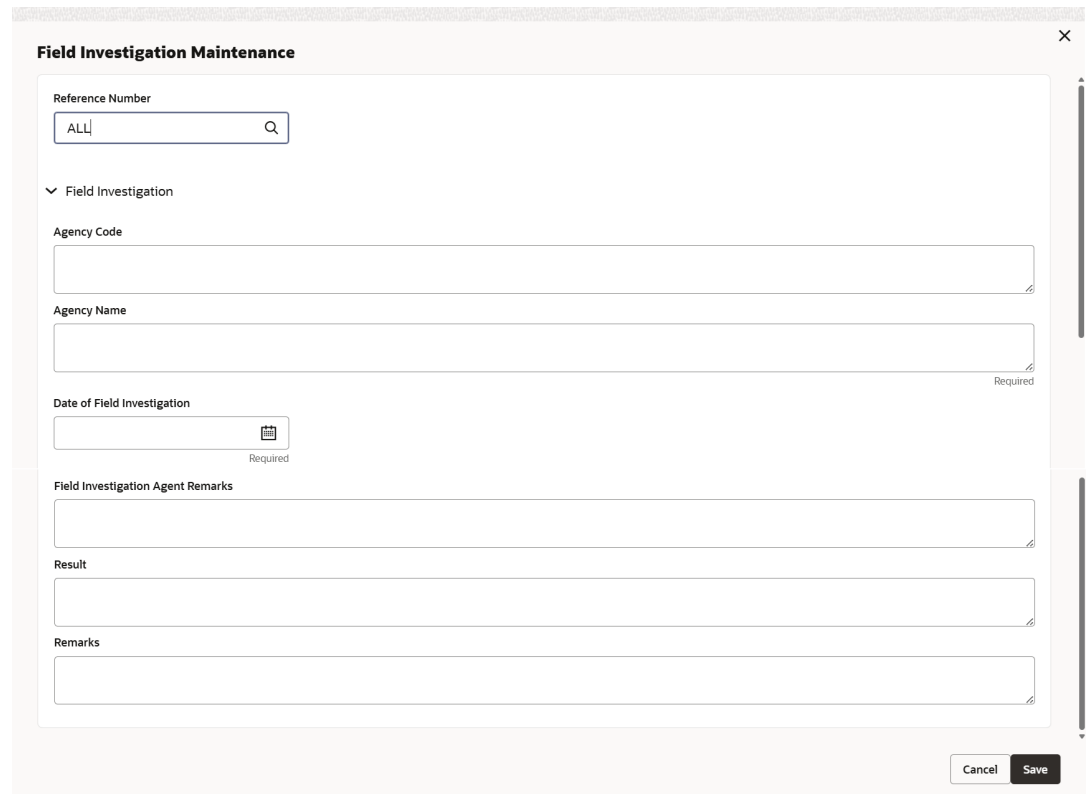 Field Investigation Maintenance
Reference Number
ALL
Field Investigation
Agency Code
Agency Name
Required
Date of Field Investigation
Required
Field Investigation Agent Remarks
Result
Remarks
Cancel Save